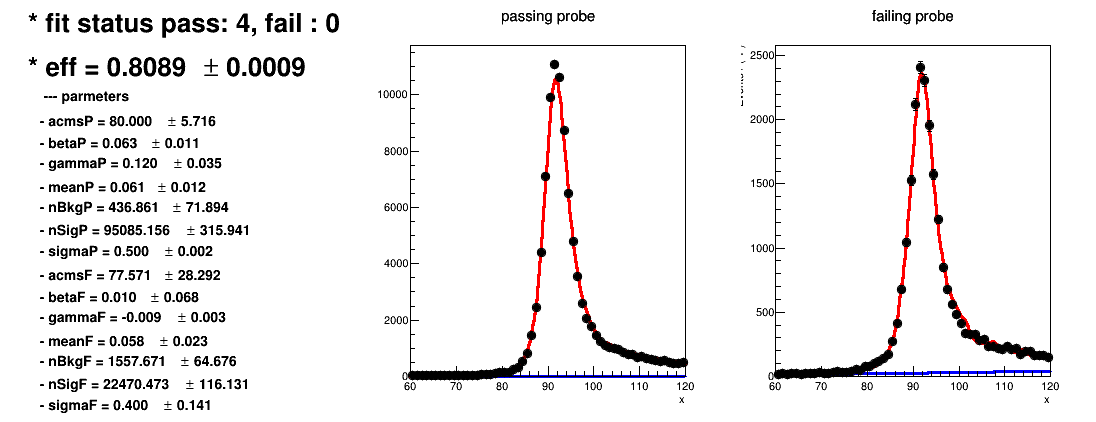 * fit status pass: 4, fail : 0
* eff = 0.8089 ± 0.0009
--- parmeters
- acmsP = 80.000 ± 5.716
- betaP = 0.063 ± 0.011
- gammaP = 0.120 ± 0.035
- meanP = 0.061 ± 0.012
- nBkgP = 436.861 ± 71.894
- nSigP = 95085.156 ± 315.941
- sigmaP = 0.500 ± 0.002
- acmsF = 77.571 ± 28.292
- betaF = 0.010 ± 0.068
- gammaF = -0.009 ± 0.003
- meanF = 0.058 ± 0.023
- nBkgF = 1557.671 ± 64.676
- nSigF = 22470.473 ± 116.131
- sigmaF = 0.400 ± 0.141
passing probe
10000
8000
6000
4000
2000
0
60 70 80 90 100 110 120
x
failing probe
2500
2000
1500
1000
500
0
60 70 80 90 100 110 120
x